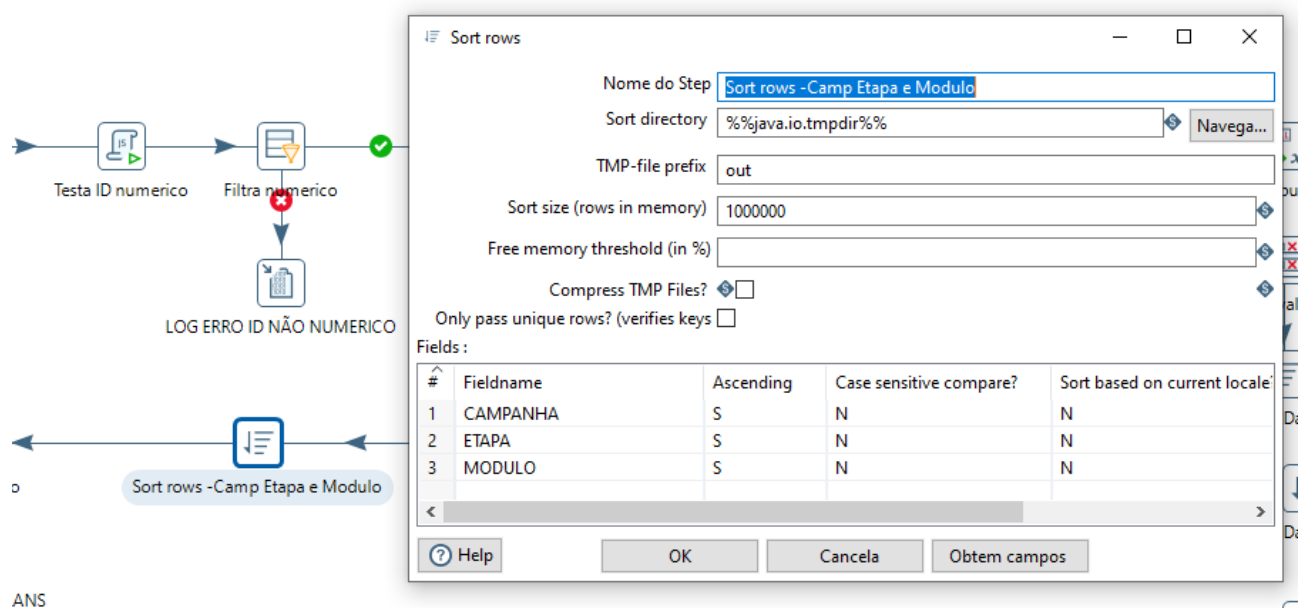 Sort rows
Nome do Step Sort rows -Camp Etapa e Modulo
Sort directory %%java.io.tmpdir%% Navega...
TMP-file prefix out
Sort size (rows in memory) 1000000
Free memory threshold (in %)
Compress TMP Files?
Only pass unique rows? (verifies keys
Fields :
# Fieldname Ascending Case sensitive compare? Sort based on current locale?
1 CAMPANHA S N N
2 ETAPA S N N
3 MODULO S N N
Help OK Cancela Obtem campos
Testa ID numerico
Filtra numerico
LOG ERRO ID NÃO NUMERICO
o
Sort rows -Camp Etapa e Modulo
ANS